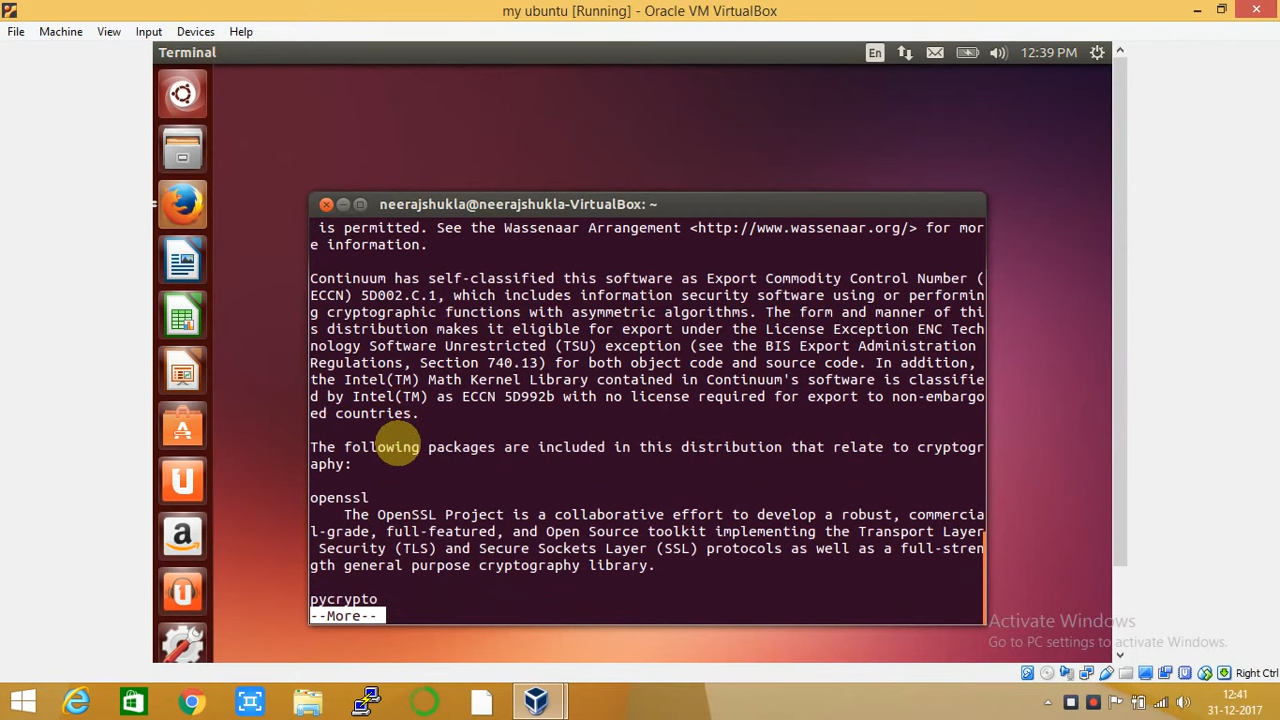 my ubuntu [Running] - Oracle VM VirtualBox
File Machine View Input Devices Help
Terminal
En
12:39 PM
neerajshukla@neerajshukla-VirtualBox: ~
is permitted. See the Wassenaar Arrangement <http://www.wassenaar.org/> for mor
e information.
Continuum has self-classified this software as Export Commodity Control Number (
ECCN) 5D002.C.1, which includes information security software using or performin
g cryptographic functions with asymmetric algorithms. The form and manner of thi
s distribution makes it eligible for export under the License Exception ENC Tech
nology Software Unrestricted (TSU) exception (see the BIS Export Administration
Regulations, Section 740.13) for both object code and source code. In addition,
the Intel(TM) Math Kernel Library contained in Continuum's software is classifie
d by Intel(TM) as ECCN 5D992b with no license required for export to non-embargo
ed countries.
The following packages are included in this distribution that relate to cryptogr
aphy:
openssl
The OpenSSL Project is a collaborative effort to develop a robust, commercia
l-grade, full-featured, and Open Source toolkit implementing the Transport Layer
Security (TLS) and Secure Sockets Layer (SSL) protocols as well as a full-stren
gth general purpose cryptography library.
pycrypto
--More--
Activate Windows
Go to PC settings to activate Windows.
Right Ctrl
12:41
31-12-2017